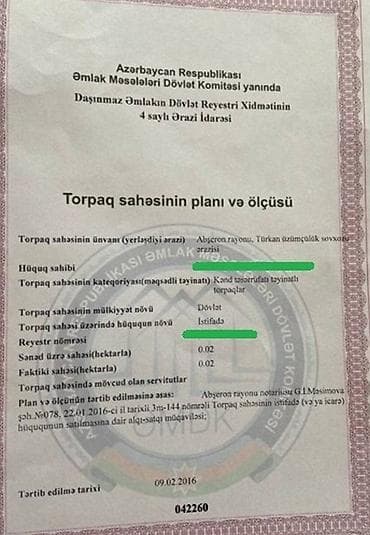 Azərbaycan Respublikası
Əmlak Məsələləri Dövlət Komitəsi yanında
Daşınmaz Əmlakın Dövlət Reyestri Xidmətinin
4 saylı Ərazi İdarəsi
Torpaq sahəsinin planı və ölçüsü
Torpaq sahəsinin ünvanı (yerləşdiyi ərazi) Abşeron rayonu, Türkan üzümçülük sovxozu
ərazisi
Hüquq sahibi
Torpaq sahəsinin kateqoriyası(məqsədli təyinatı) Kənd təsərrüfatı təyinatlı
torpaqlar
Torpaq sahəsinin mülkiyyət növü Dövlət
Torpaq sahəsi üzərində hüququn növü İstifadə
Reyestr nömrəsi
Sənəd üzrə sahəsi(hektarla) 0.02
Faktiki sahəsi(hektarla) 0.02
Torpaq sahəsində mövcud olan servitutlar
Plan və ölçünün tərtib edilməsinə əsas: Abşeron rayonu notariusu G.İ.Məsimova
şəh.№078, 22.01.2016-ci il tarixli Jm-144 nömrəli Torpaq sahəsinin istifadə (və ya icarə)
hüququnun satılmasına dair alqı-satqı müqaviləsi;
Tərtib edilmə tarixi 09.02.2016
042260